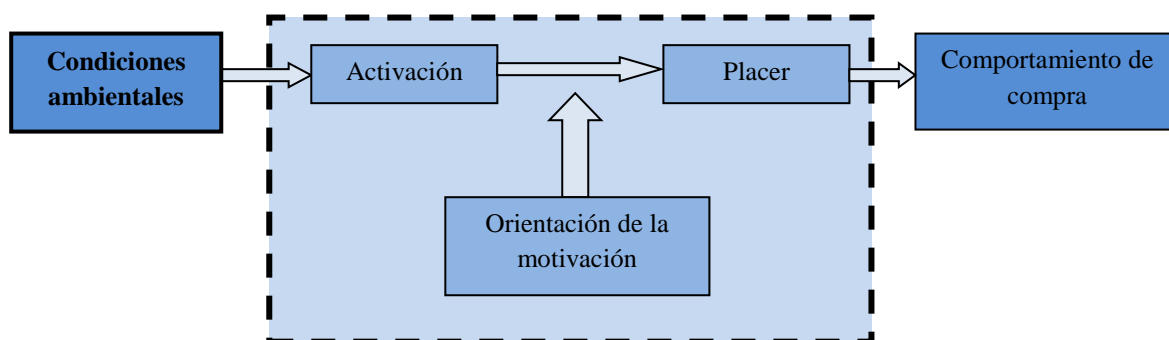 Condiciones
ambientales
Activación
Placer
Comportamiento de
compra
Orientación de la
motivación